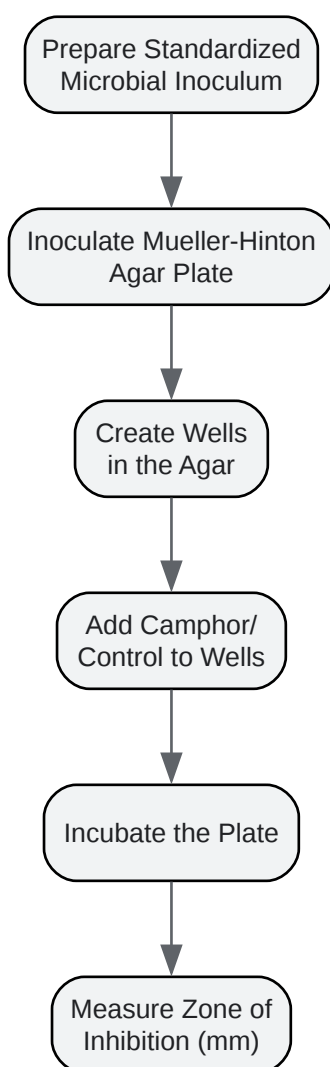 Prepare Standardized
Microbial Inoculum
Inoculate Mueller-Hinton
Agar Plate
Create Wells
in the Agar
Add Camphor/
Control to Wells
Incubate the Plate
Measure Zone of
Inhibition (mm)